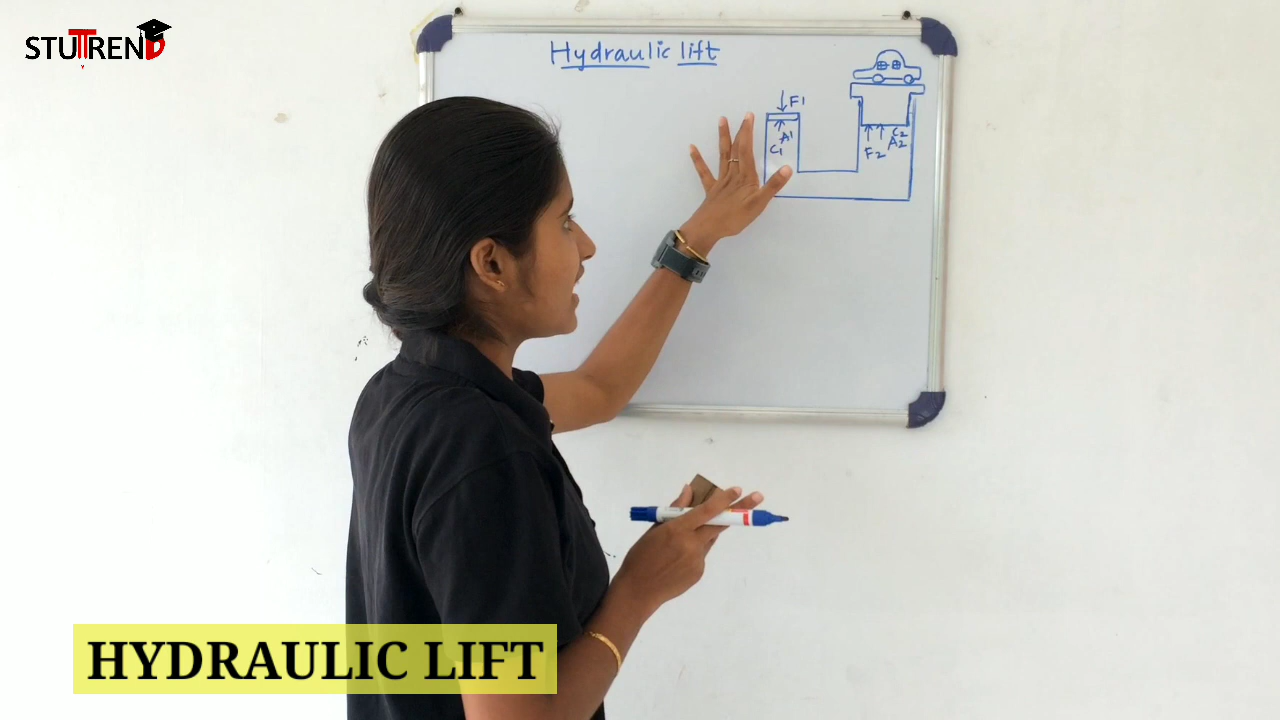 STUTREND
Hydraulic lift
F1
A1
C1
C2
A2
F2
HYDRAULIC LIFT